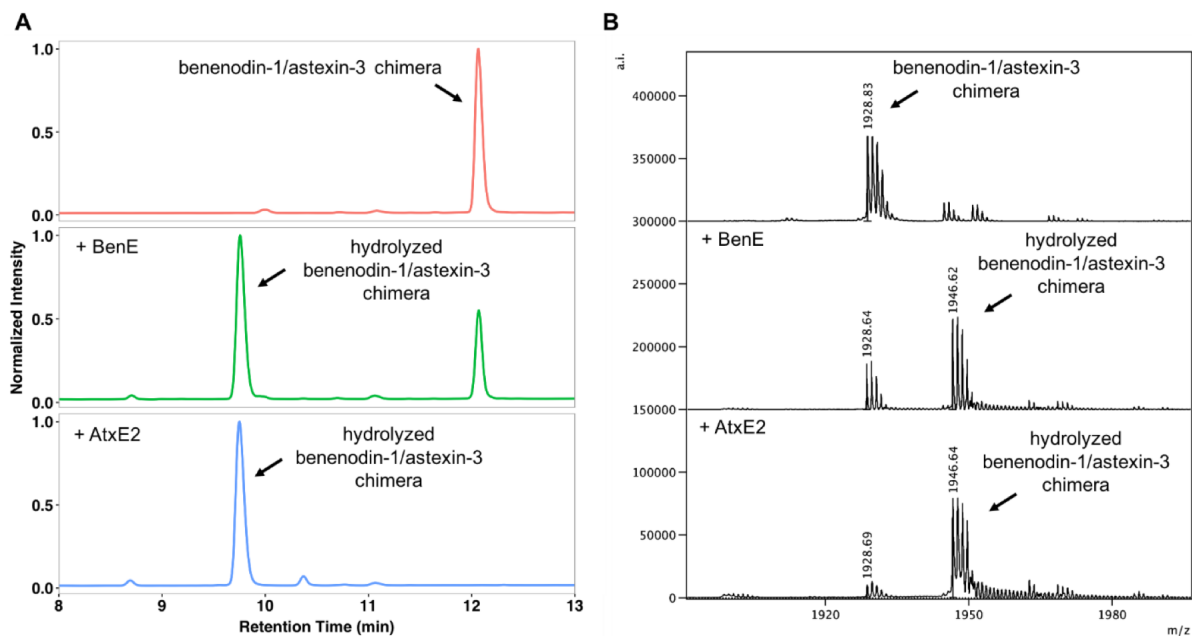 A
1.0
0.5
0.0
benenodin-1/astexin-3 chimera
+ BenE
1.0
0.5
0.0
hydrolyzed
benenodin-1/astexin-3
chimera
+ AtxE2
1.0
0.5
0.0
hydrolyzed
benenodin-1/astexin-3
chimera
Normalized Intensity
8 9 10 11 12 13
Retention Time (min)
B
a.i.
400000
350000
300000
1928.83
benenodin-1/astexin-3
chimera
+ BenE
250000
200000
150000
1928.64
1946.62
hydrolyzed
benenodin-1/astexin-3
chimera
+ AtxE2
100000
50000
0
1928.69
1946.64
hydrolyzed
benenodin-1/astexin-3
chimera
1920 1950 1980
m/z